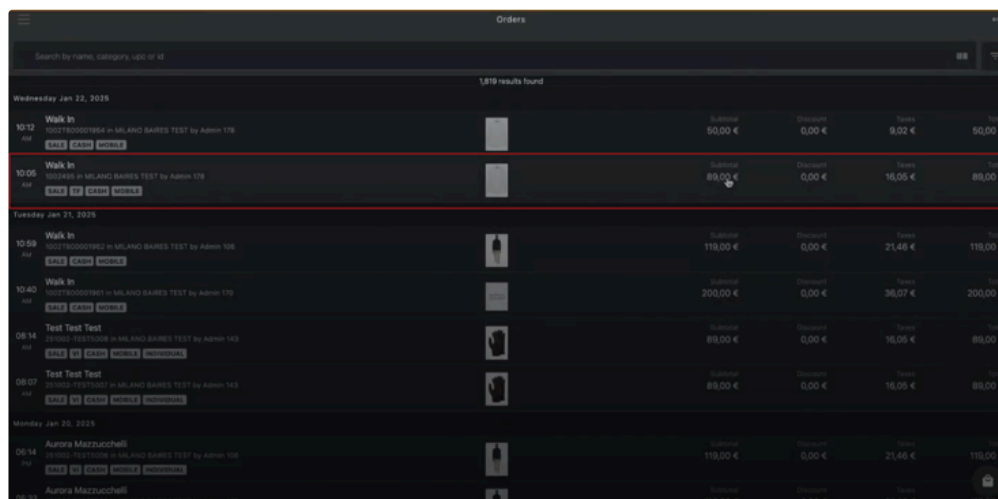 Orders
Search by name, category, upc or id
1,819 results found
Wednesday Jan 22, 2025
10:12 AM
Walk In
1002T800001864 in MILANO BAIRES TEST by Admin 178
SALE CASH MOBILE
Subtotal Discount Taxes
50,00 € 0,00 € 9,02 € 50,00
10:05 AM
Walk In
1002495 in MILANO BAIRES TEST by Admin 178
SALE TF CASH MOBILE
Subtotal Discount Taxes
89,00 € 0,00 € 16,05 € 89,00
Tuesday Jan 21, 2025
10:59 AM
Walk In
in MILANO BAIRES TEST by Admin 106
SALE CASH MOBILE
Subtotal Discount Taxes
119,00 € 0,00 € 21,46 € 119,00
10:40 AM
Walk In
in MILANO BAIRES TEST by Admin 179
SALE CASH MOBILE
Subtotal Discount Taxes
200,00 € 0,00 € 36,07 € 200,00
08:14 AM
Test Test Test
in MILANO BAIRES TEST by Admin 143
SALE VI CASH MOBILE INDIVIDUAL
Subtotal Discount Taxes
89,00 € 0,00 € 16,05 € 89,00
08:07 AM
Test Test Test
in MILANO BAIRES TEST by Admin 143
SALE VI CASH MOBILE INDIVIDUAL
Subtotal Discount Taxes
89,00 € 0,00 € 16,05 € 89,00
Monday Jan 20, 2025
06:14 PM
Aurora Mazzucchelli
in MILANO BAIRES TEST by Admin
SALE VI CASH MOBILE INDIVIDUAL
Subtotal Discount Taxes
119,00 € 0,00 € 21,46 € 119,00
Aurora Mazzucchelli